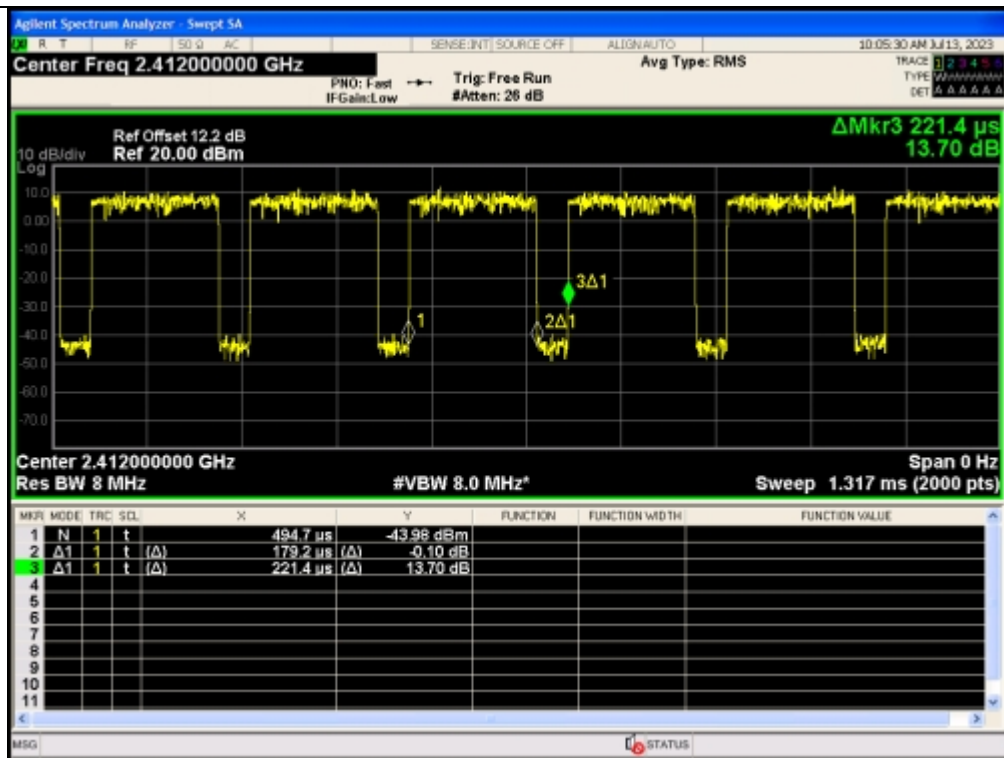 Agilent Spectrum Analyzer - Swept SA
R T RF 50 Ω AC SENSE:INT SOURCE OFF ALIGNAUTO 10:05:30 AM Jul 13, 2023
Center Freq 2.412000000 GHz Avg Type: RMS TRACE 1 2 3 4 5 6
PNO: Fast Trig: Free Run TYPE
IFGain:Low #Atten: 26 dB DET A A A A A A
ΔMkr3 221.4 µs
13.70 dB
Ref Offset 12.2 dB
10 dB/div Ref 20.00 dBm
Log
10.0
0.00
-10.0
-20.0
3Δ1
-30.0
1 2Δ1
-40.0
-50.0
-60.0
-70.0
Center 2.412000000 GHz Span 0 Hz
Res BW 8 MHz #VBW 8.0 MHz* Sweep 1.317 ms (2000 pts)
MKR MODE TRC SCL X Y FUNCTION FUNCTION WIDTH FUNCTION VALUE
1 N 1 t 494.7 µs -43.98 dBm
2 Δ1 1 t (Δ) 179.2 µs (Δ) -0.10 dB
3 Δ1 1 t (Δ) 221.4 µs (Δ) 13.70 dB
4
5
6
7
8
9
10
11
MSG STATUS